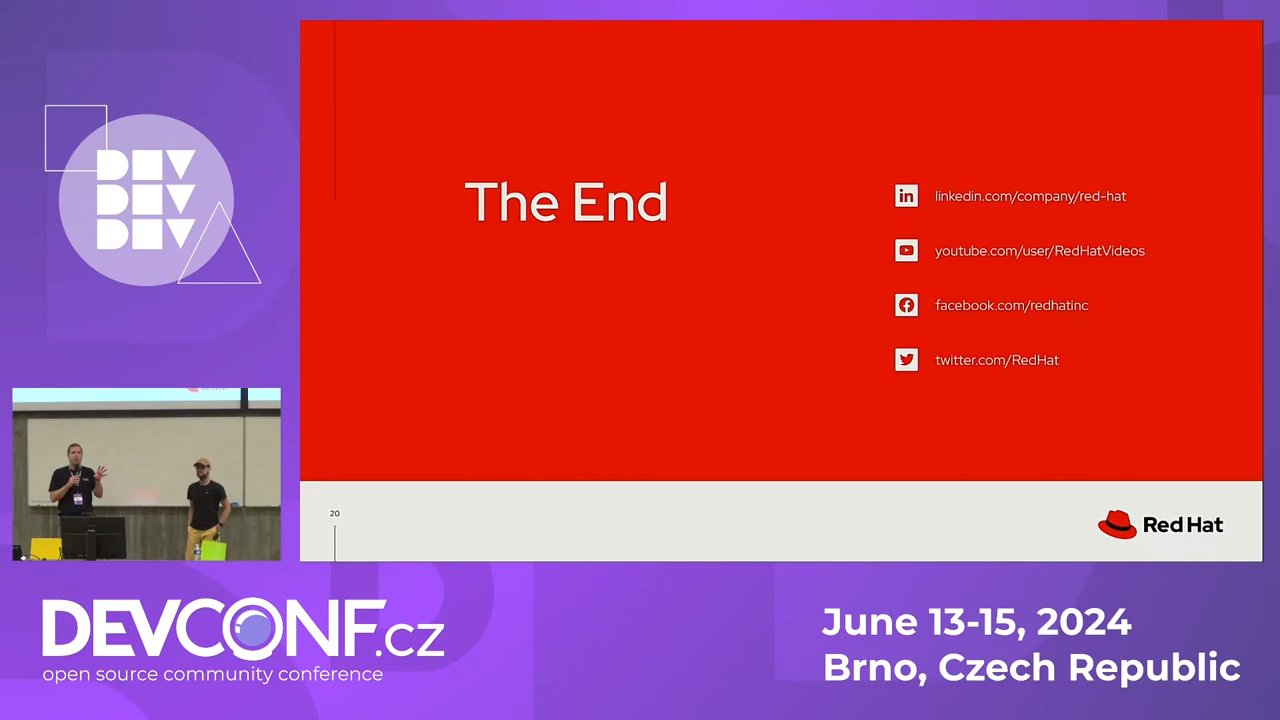 DEV
DEV
DEV
The End
linkedin.com/company/red-hat
youtube.com/user/RedHatVideos
facebook.com/redhatinc
twitter.com/RedHat
20
Red Hat
DEVCONF.cz
open source community conference
June 13-15, 2024
Brno, Czech Republic